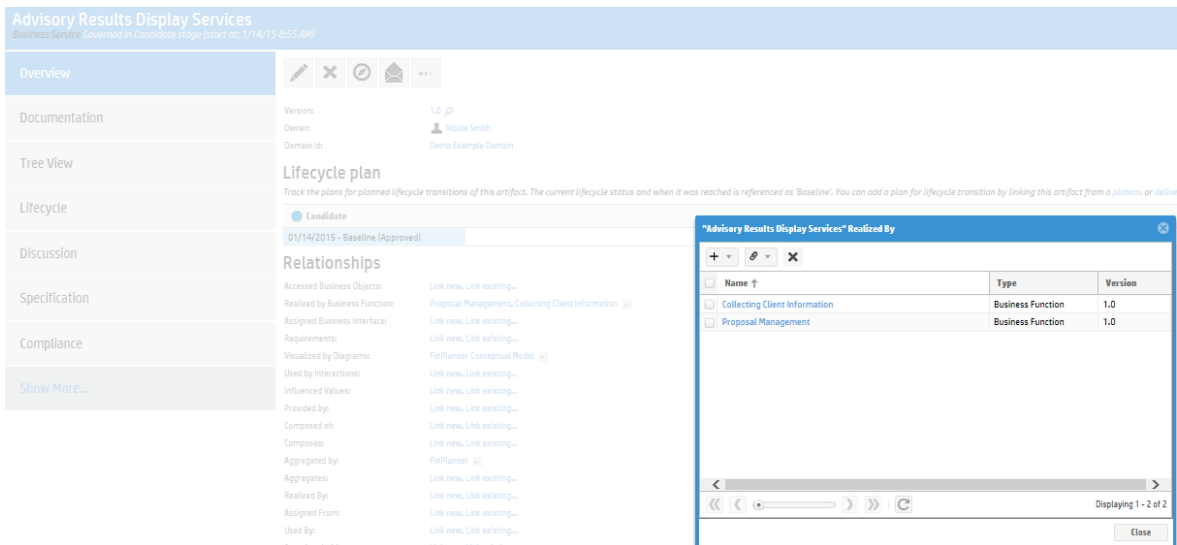 Advisory Results Display Services
Business Service Governed in Candidate stage (start at: 1/14/15 8:55 AM)
Overview
Documentation
Tree View
Lifecycle
Discussion
Specification
Compliance
Show More...
Version: 1.0
Owner: Nicole Smith
Domain Id: Demo Example Domain
Lifecycle plan
Track the plans for planned lifecycle transitions of this artifact. The current lifecycle status and when it was reached is referenced as 'Baseline'. You can add a plan for lifecycle transition by linking this artifact from a plateau or delive
Candidate
01/14/2015 - Baseline (Approved)
Relationships
Accessed Business Objects: Link new, Link existing...
Realized by Business Function: Proposal Management, Collecting Client Information
Assigned Business Interface: Link new, Link existing...
Requirements: Link new, Link existing...
Visualized by Diagrams: FinPlanner Conceptual Model
Used by Interactions: Link new, Link existing...
Influenced Values: Link new, Link existing...
Provided by: Link new, Link existing...
Composed of: Link new, Link existing...
Composes: Link new, Link existing...
Aggregated by: FinPlanner
Aggregates: Link new, Link existing...
Realized By: Link new, Link existing...
Assigned From: Link new, Link existing...
Used By: Link new, Link existing...
"Advisory Results Display Services" Realized By
Name ↑ Type Version
Collecting Client Information Business Function 1.0
Proposal Management Business Function 1.0
Displaying 1 - 2 of 2
Close